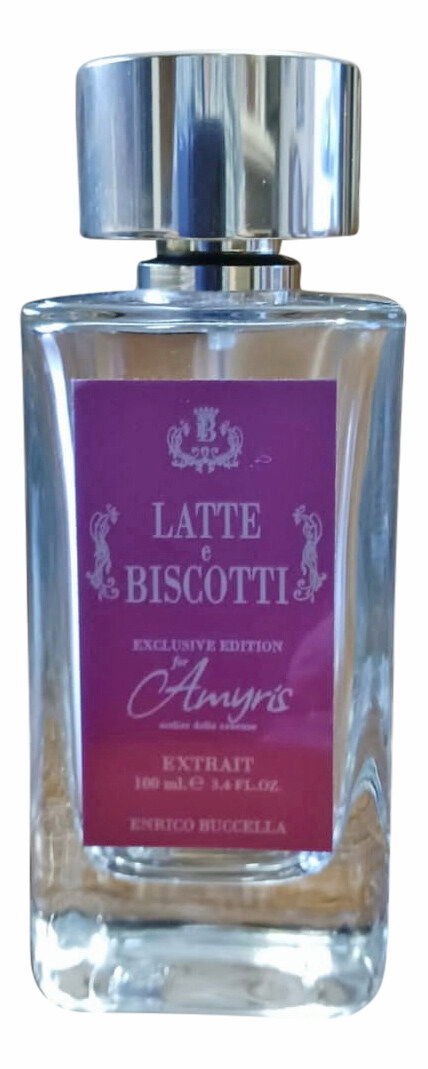 B
LATTE
e
BISCOTTI
EXCLUSIVE EDITION
for
Amyris
EXTRAIT
100 ml. ℮ 3.4 FL.OZ.
ENRICO BUCCELLA